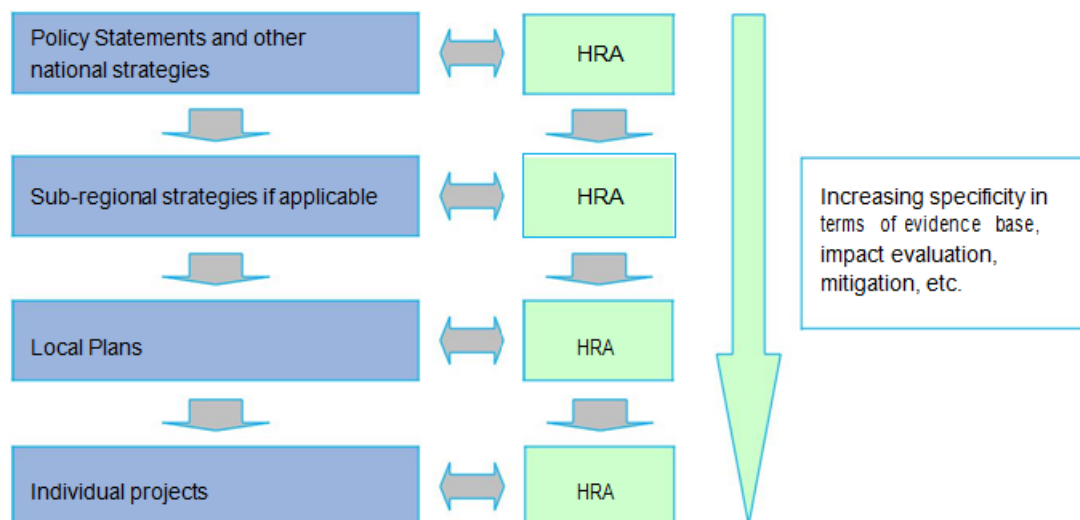 Policy Statements and other
national strategies
HRA
Sub-regional strategies if applicable
HRA
Increasing specificity in
terms of evidence base,
impact evaluation,
mitigation, etc.
Local Plans
HRA
Individual projects
HRA